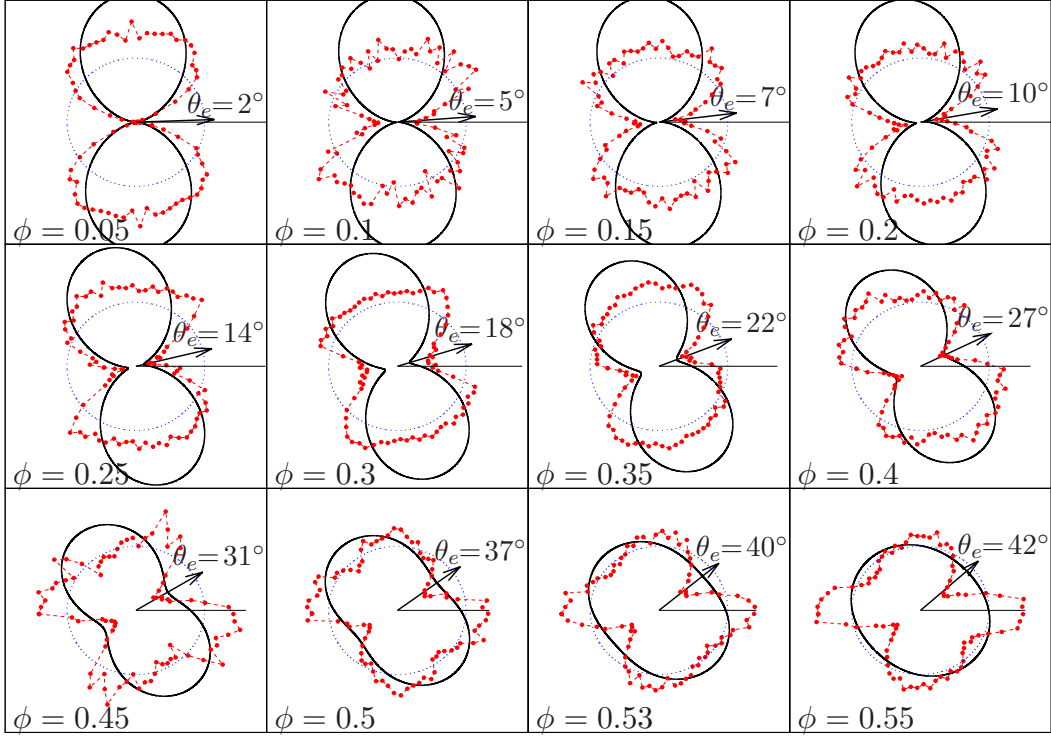 θₑ=2°
ϕ = 0.05
θₑ=5°
ϕ = 0.1
θₑ=7°
ϕ = 0.15
θₑ=10°
ϕ = 0.2
θₑ=14°
ϕ = 0.25
θₑ=18°
ϕ = 0.3
θₑ=22°
ϕ = 0.35
θₑ=27°
ϕ = 0.4
θₑ=31°
ϕ = 0.45
θₑ=37°
ϕ = 0.5
θₑ=40°
ϕ = 0.53
θₑ=42°
ϕ = 0.55